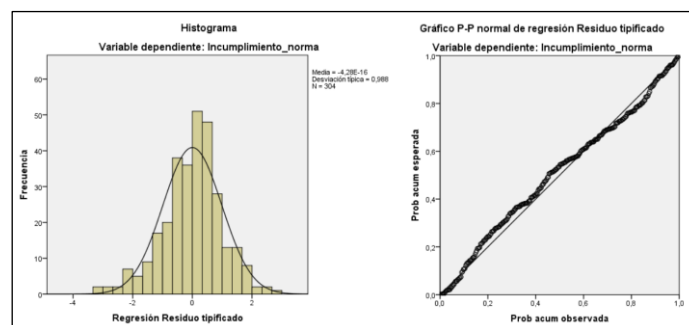 Histograma
Variable dependiente: Incumplimiento_norma
Media = -4,28E-16
Desviación típica = 0,988
N = 304
Frecuencia
60
50
40
30
20
10
0
-4
-2
0
2
Regresión Residuo tipificado
Gráfico P-P normal de regresión Residuo tipificado
Variable dependiente: Incumplimiento_norma
Prob acum esperada
1,0
0,8
0,6
0,4
0,2
0,0
0,0
0,2
0,4
0,6
0,8
1,0
Prob acum observada